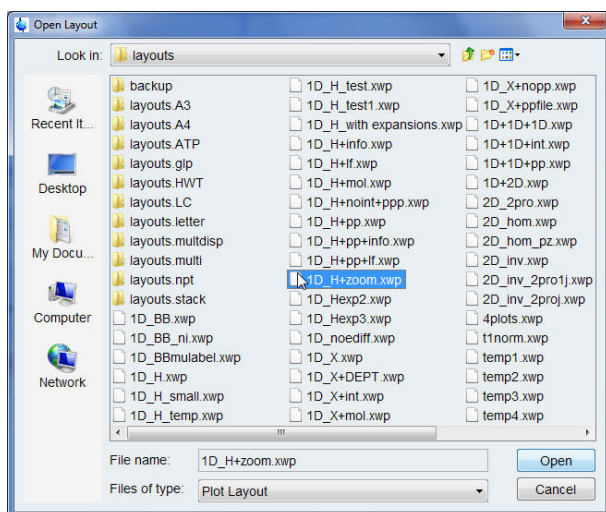 Open Layout
Look in: layouts
Recent It...
Desktop
My Docu...
Computer
Network
backup
layouts.A3
layouts.A4
layouts.ATP
layouts.glp
layouts.HWT
layouts.LC
layouts.letter
layouts.multdisp
layouts.multi
layouts.npt
layouts.stack
1D_BB.xwp
1D_BB_ni.xwp
1D_BBmulabel.xwp
1D_H.xwp
1D_H_small.xwp
1D_H_temp.xwp
1D_H_test.xwp
1D_H_test1.xwp
1D_H_with expansions.xwp
1D_H+info.xwp
1D_H+lf.xwp
1D_H+mol.xwp
1D_H+noint+ppp.xwp
1D_H+pp.xwp
1D_H+pp+info.xwp
1D_H+pp+lf.xwp
1D_H+zoom.xwp
1D_Hexp2.xwp
1D_Hexp3.xwp
1D_noediff.xwp
1D_X.xwp
1D_X+DEPT.xwp
1D_X+int.xwp
1D_X+mol.xwp
1D_X+nopp.xwp
1D_X+ppfile.xwp
1D+1D+1D.xwp
1D+1D+int.xwp
1D+1D+pp.xwp
1D+2D.xwp
2D_2pro.xwp
2D_hom.xwp
2D_hom_pz.xwp
2D_inv.xwp
2D_inv_2pro1j.xwp
2D_inv_2proj.xwp
4plots.xwp
t1norm.xwp
temp1.xwp
temp2.xwp
temp3.xwp
temp4.xwp
File name: 1D_H+zoom.xwp
Open
Files of type: Plot Layout
Cancel